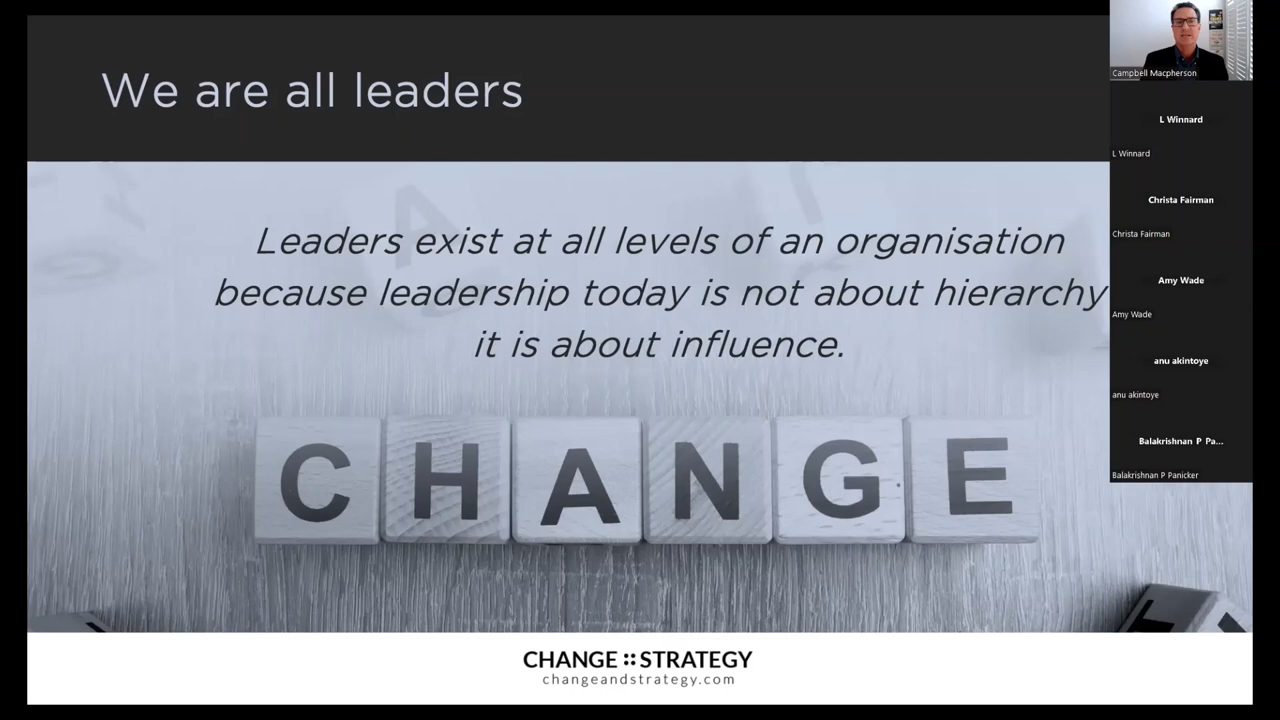 We are all leaders
Leaders exist at all levels of an organisation
because leadership today is not about hierarchy
it is about influence.
CHANGE
CHANGE::STRATEGY
changeandstrategy.com
Campbell Macpherson
L Winnard
L Winnard
Christa Fairman
Christa Fairman
Amy Wade
Amy Wade
anu akintoye
anu akintoye
Balakrishnan P Pa...
Balakrishnan P Panicker